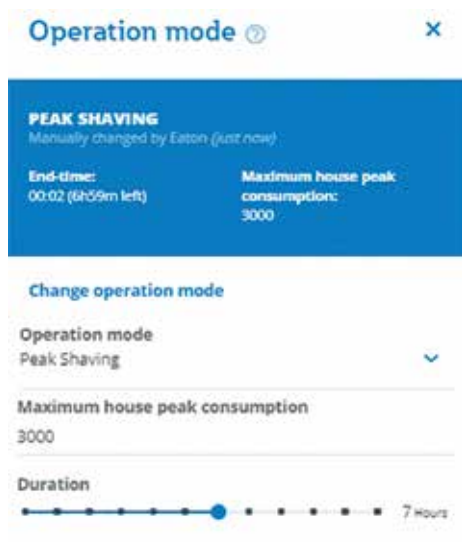 Operation mode ?
PEAK SHAVING
Manually changed by Eaton (just now)
End-time:
00:02 (6h59m left)
Maximum house peak
consumption:
3000
Change operation mode
Operation mode
Peak Shaving
Maximum house peak consumption
3000
Duration
7 Hours